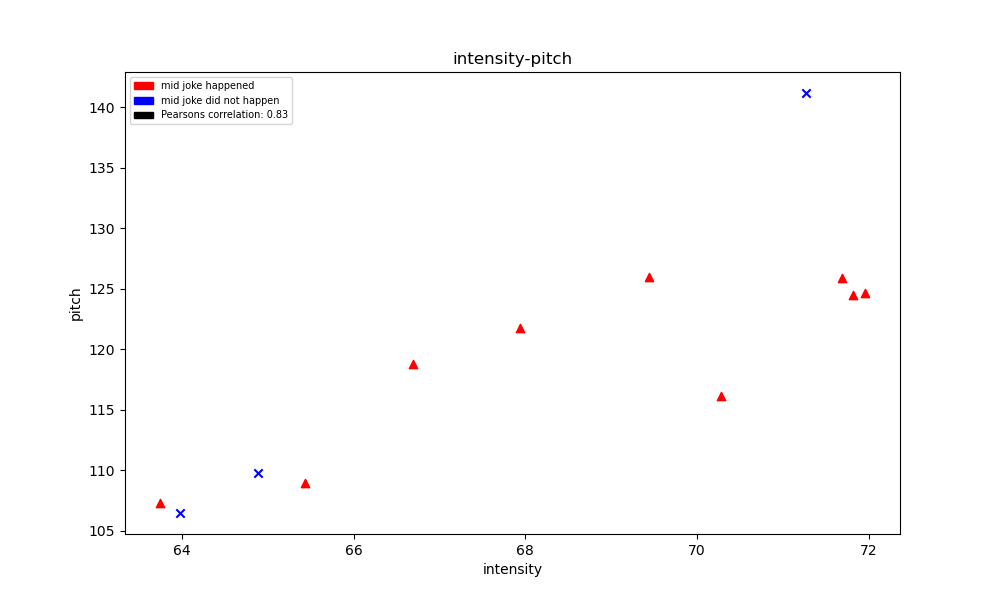 intensity-pitch
mid joke happened
mid joke did not happen
Pearsons correlation: 0.83
140
135
130
125
120
115
110
105
pitch
64 66 68 70 72
intensity